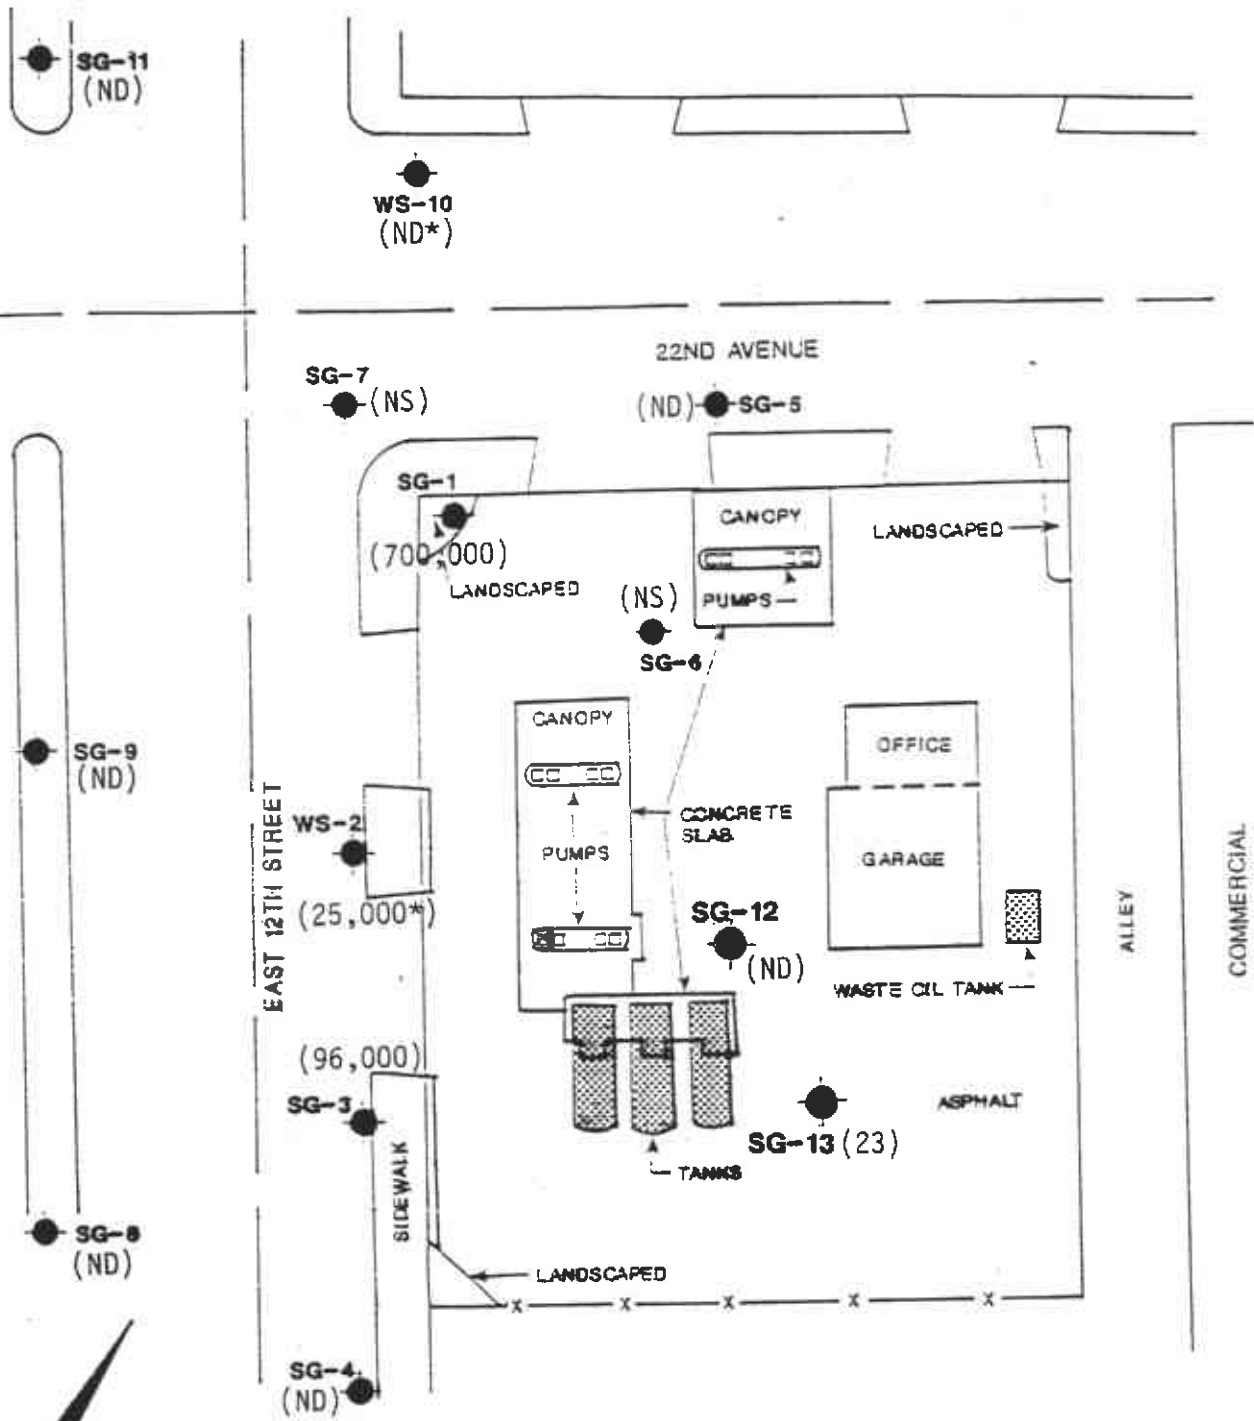 SG-11
(ND)
WS-10
(ND*)
22ND AVENUE
SG-7
(NS)
(ND)
SG-5
SG-1
(700,000)
LANDSCAPED
CANOPY
PUMPS
LANDSCAPED
(NS)
SG-6
CANOPY
PUMPS
OFFICE
GARAGE
CONCRETE
SLAB
SG-9
(ND)
EAST 12TH STREET
WS-2
(25,000*)
SG-12
(ND)
WASTE OIL TANK
ALLEY
COMMERCIAL
(96,000)
SG-3
SIDEWALK
ASPHALT
SG-13 (23)
TANKS
SG-8
(ND)
LANDSCAPED
X X X X X
SG-4
(ND)